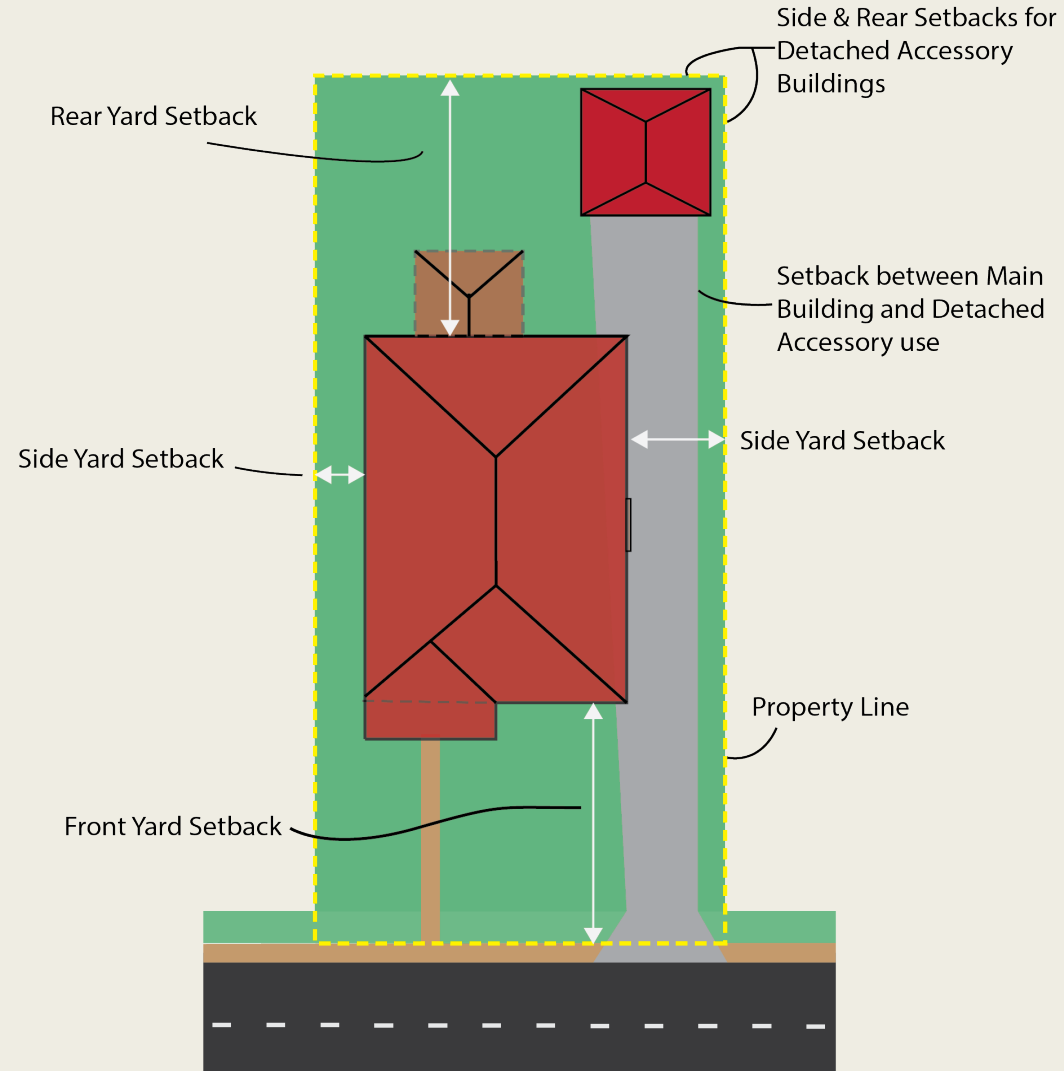 Side & Rear Setbacks for
Detached Accessory
Buildings
Rear Yard Setback
Setback between Main
Building and Detached
Accessory use
Side Yard Setback
Side Yard Setback
Property Line
Front Yard Setback